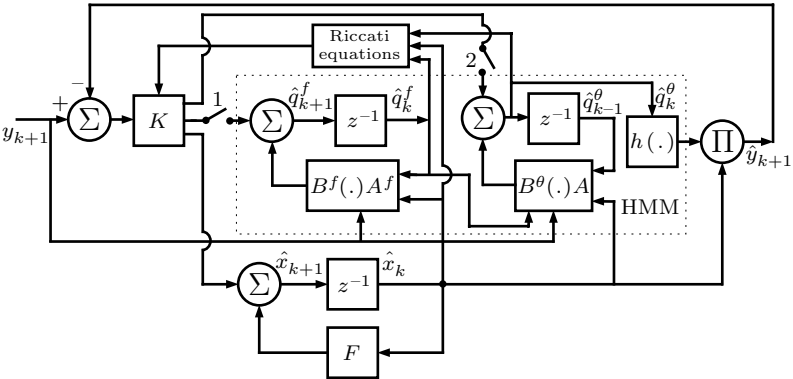 Riccati
equations
−
+
Σ
y_{k+1}
K
1
2
Σ
q̂^f_{k+1}
z^{-1}
q̂^f_k
Σ
z^{-1}
q̂^θ_{k-1}
q̂^θ_k
h(.)
Π
ŷ_{k+1}
B^f(.)A^f
B^θ(.)A
HMM
Σ
x̂_{k+1}
z^{-1}
x̂_k
F